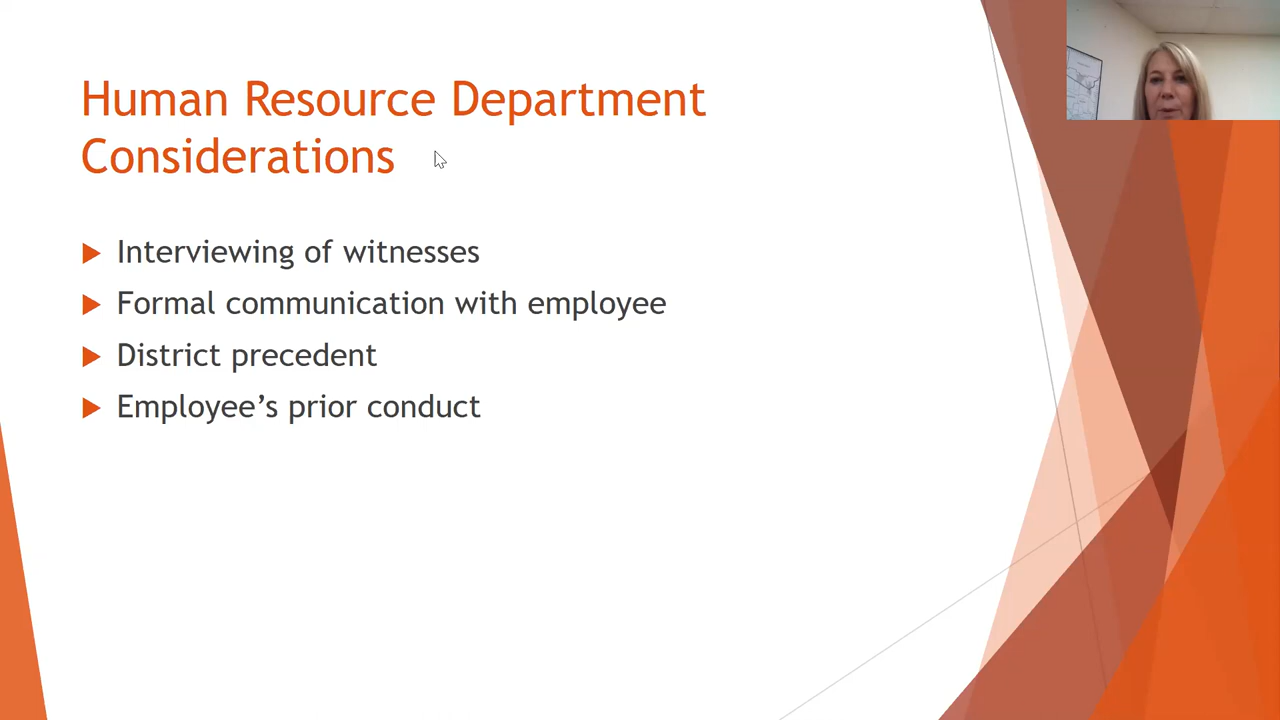 Human Resource Department
Considerations
Interviewing of witnesses
Formal communication with employee
District precedent
Employee’s prior conduct